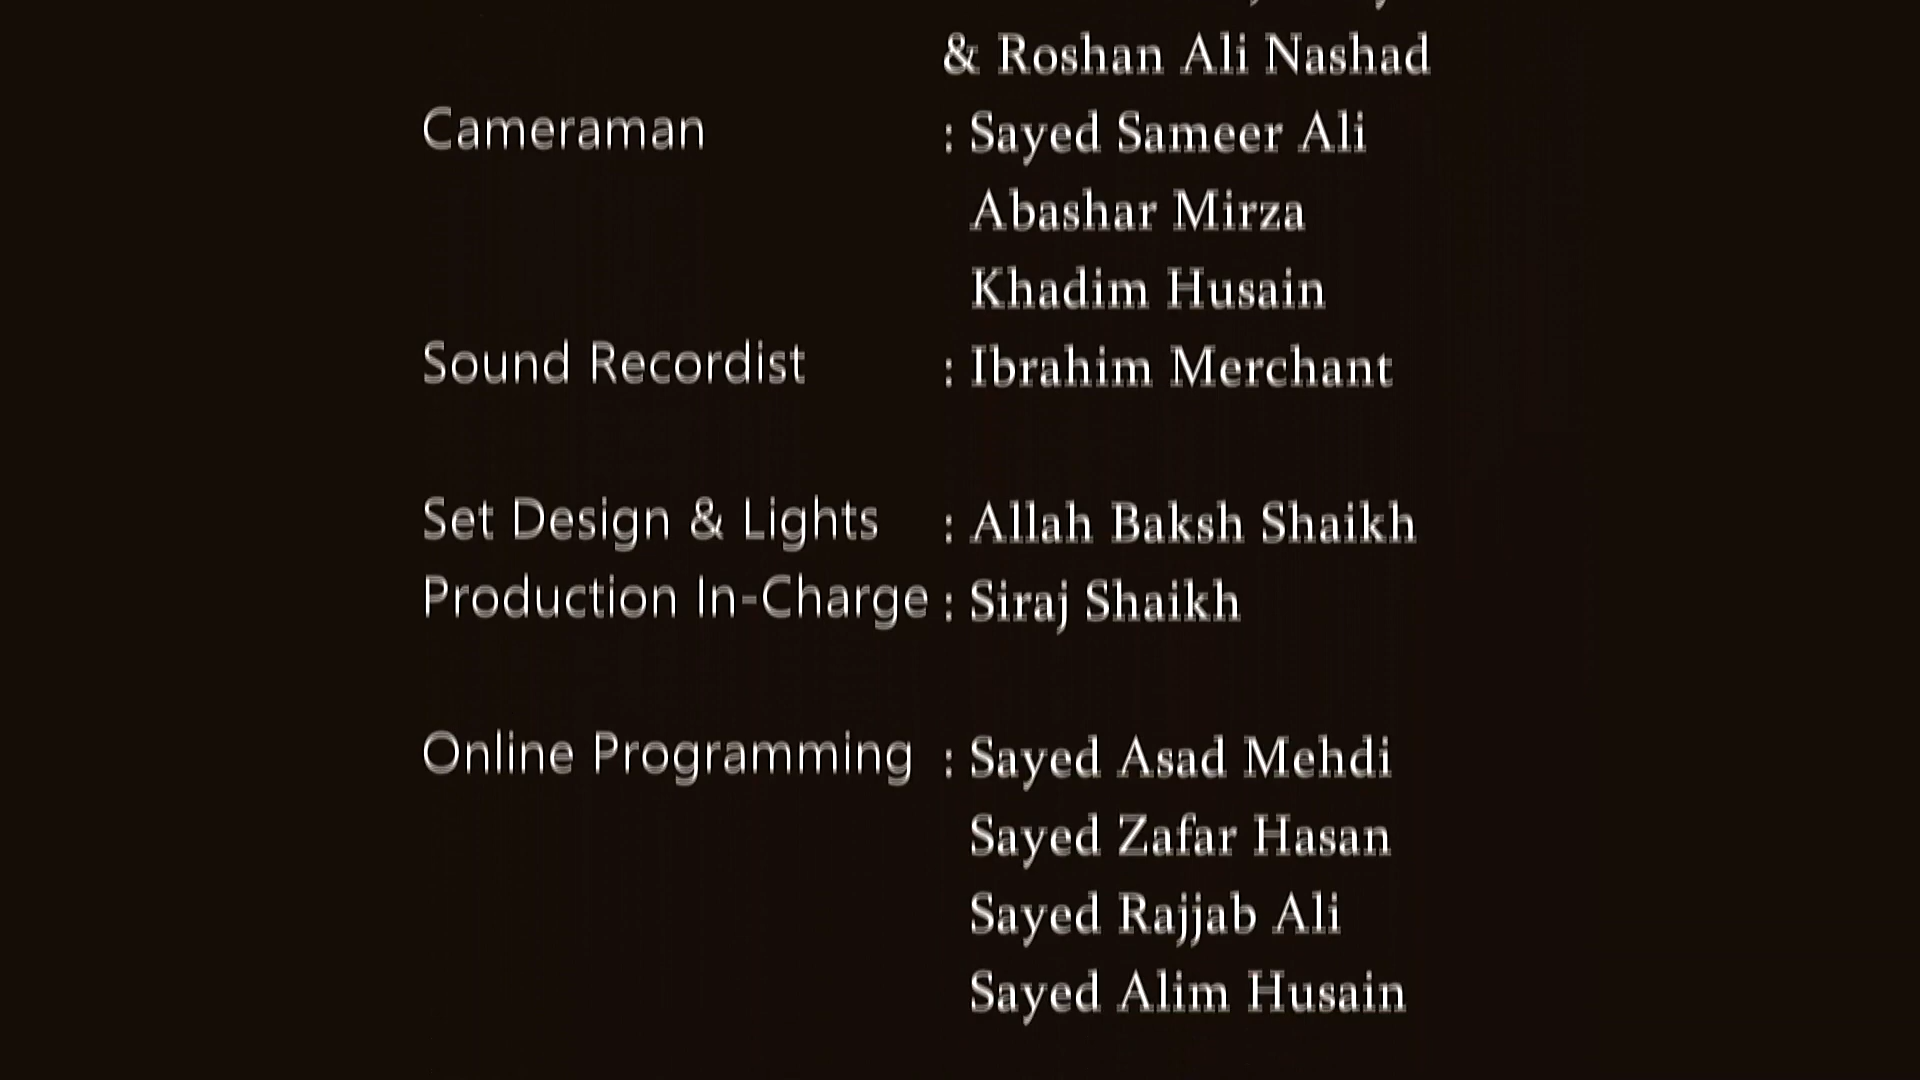 & Roshan Ali Nashad
Cameraman : Sayed Sameer Ali
Abashar Mirza
Khadim Husain
Sound Recordist : Ibrahim Merchant
Set Design & Lights : Allah Baksh Shaikh
Production In-Charge : Siraj Shaikh
Online Programming : Sayed Asad Mehdi
Sayed Zafar Hasan
Sayed Rajjab Ali
Sayed Alim Husain